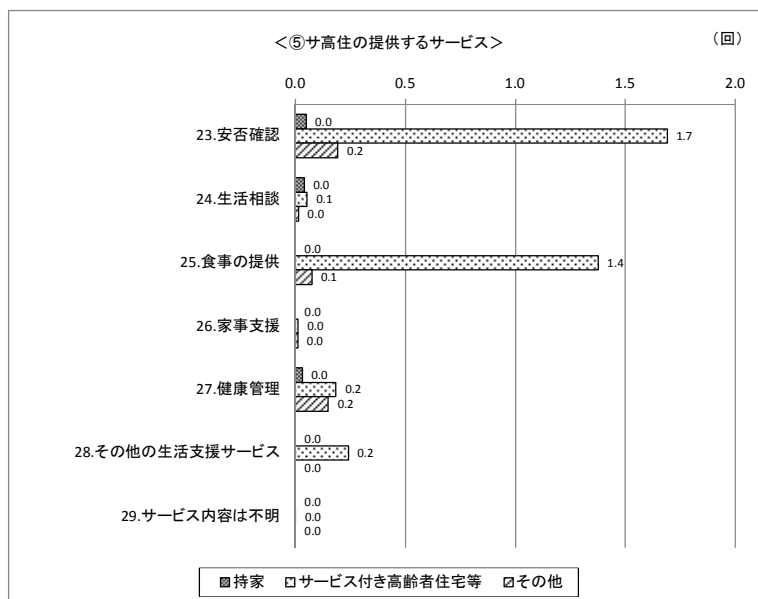 ＜⑤サ高住の提供するサービス＞
（回）
0.0 0.5 1.0 1.5 2.0
23.安否確認
0.0
1.7
0.2
24.生活相談
0.0
0.1
0.0
25.食事の提供
0.0
1.4
0.1
26.家事支援
0.0
0.0
0.0
27.健康管理
0.0
0.2
0.2
28.その他の生活支援サービス
0.0
0.2
0.0
29.サービス内容は不明
0.0
0.0
0.0
持家 サービス付き高齢者住宅等 その他